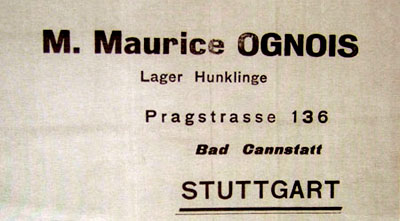 M. Maurice OGNOIS
Lager Hunklinge
Pragstrasse 136
Bad Cannstatt
STUTTGART